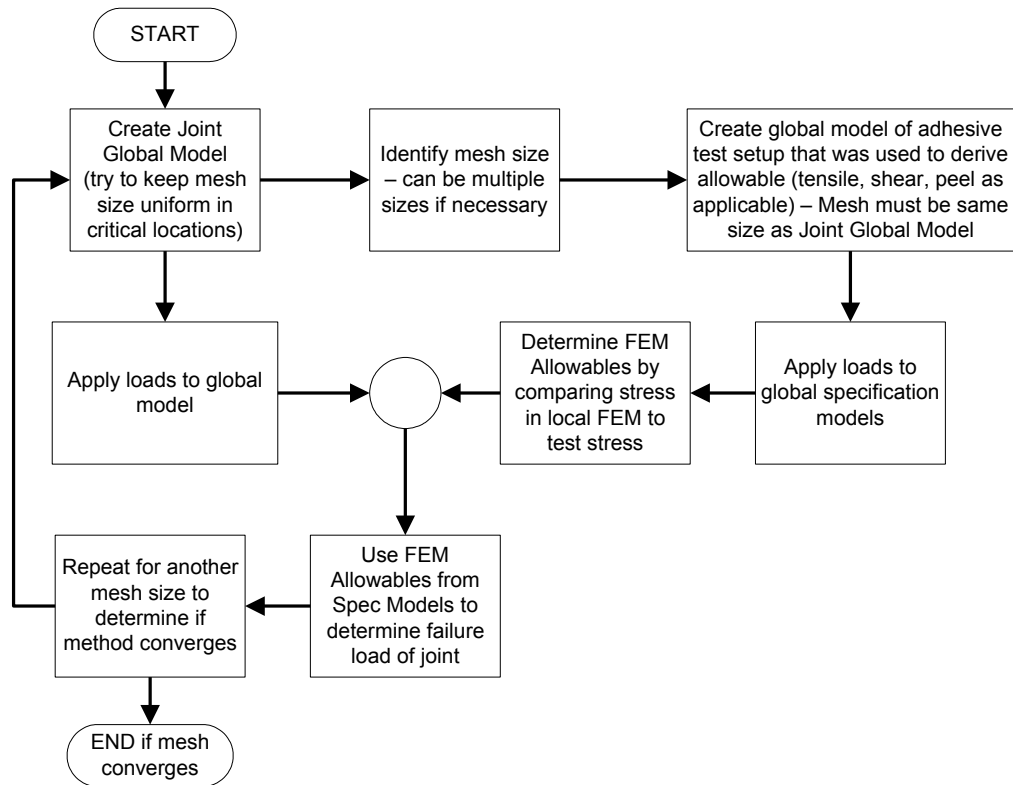 START
Create Joint
Global Model
(try to keep mesh
size uniform in
critical locations)
Identify mesh size
– can be multiple
sizes if necessary
Create global model of adhesive
test setup that was used to derive
allowable (tensile, shear, peel as
applicable) – Mesh must be same
size as Joint Global Model
Apply loads to global
model
Determine FEM
Allowables by
comparing stress
in local FEM to
test stress
Apply loads to
global specification
models
Repeat for another
mesh size to
determine if
method converges
Use FEM
Allowables from
Spec Models to
determine failure
load of joint
END if mesh
converges